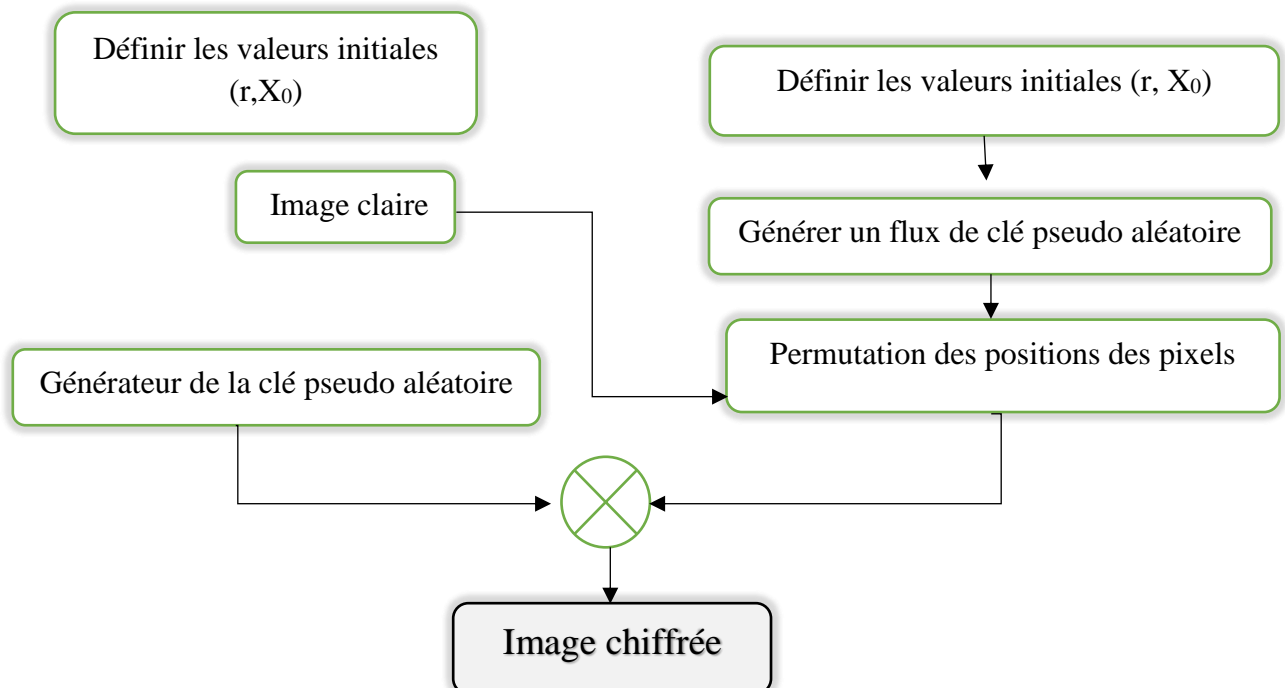 Définir les valeurs initiales
(r,X₀)
Définir les valeurs initiales (r, X₀)
Image claire
Générer un flux de clé pseudo aléatoire
Permutation des positions des pixels
Générateur de la clé pseudo aléatoire
Image chiffrée